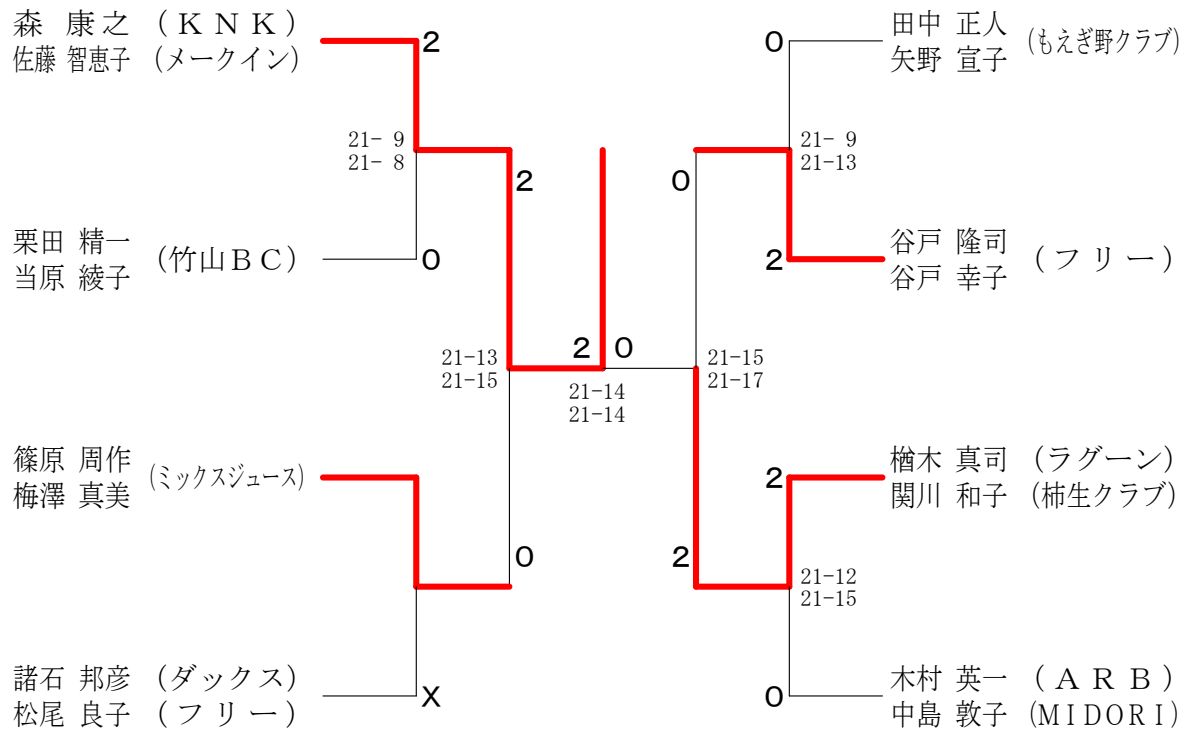 森 康之 (ＫＮＫ)
佐藤 智恵子 (メークイン)
2
21- 9
21- 8
栗田 精一
当原 綾子
(竹山ＢＣ)
0
2
21-13
21-15
篠原 周作
梅澤 真美
(ミックスジュース)
0
諸石 邦彦 (ダックス)
松尾 良子 (フリー)
X
2 0
21-14
21-14
田中 正人
矢野 宣子
(もえぎ野クラブ)
0
21- 9
21-13
谷戸 隆司
谷戸 幸子
(フリー)
2
0
21-15
21-17
楢木 真司 (ラグーン)
関川 和子 (柿生クラブ)
2
2
21-12
21-15
木村 英一 (ＡＲＢ)
中島 敦子 (MIDORI)
0